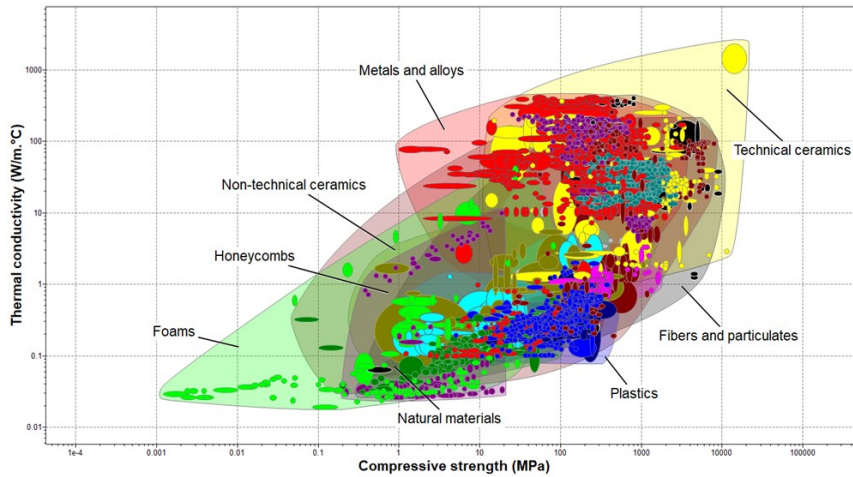 Thermal conductivity (W/m.°C)
1000
100
10
1
0.1
0.01
Metals and alloys
Technical ceramics
Non-technical ceramics
Honeycombs
Foams
Fibers and particulates
Plastics
Natural materials
1e-4
0.001
0.01
0.1
1
10
100
1000
10000
100000
Compressive strength (MPa)